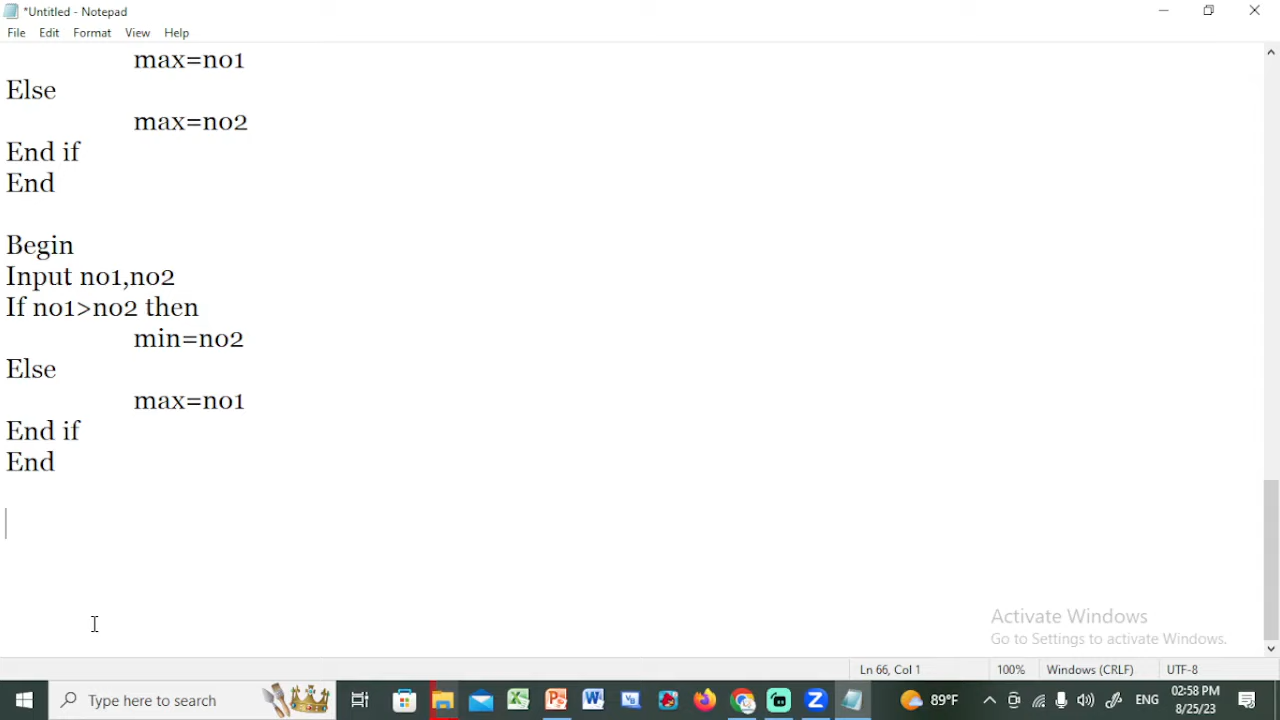 *Untitled - Notepad
File Edit Format View Help
max=no1
Else
max=no2
End if
End
Begin
Input no1,no2
If no1>no2 then
min=no2
Else
max=no1
End if
End
Activate Windows
Go to Settings to activate Windows.
Ln 66, Col 1 100% Windows (CRLF) UTF-8
Type here to search 89°F ENG 02:58 PM
8/25/23